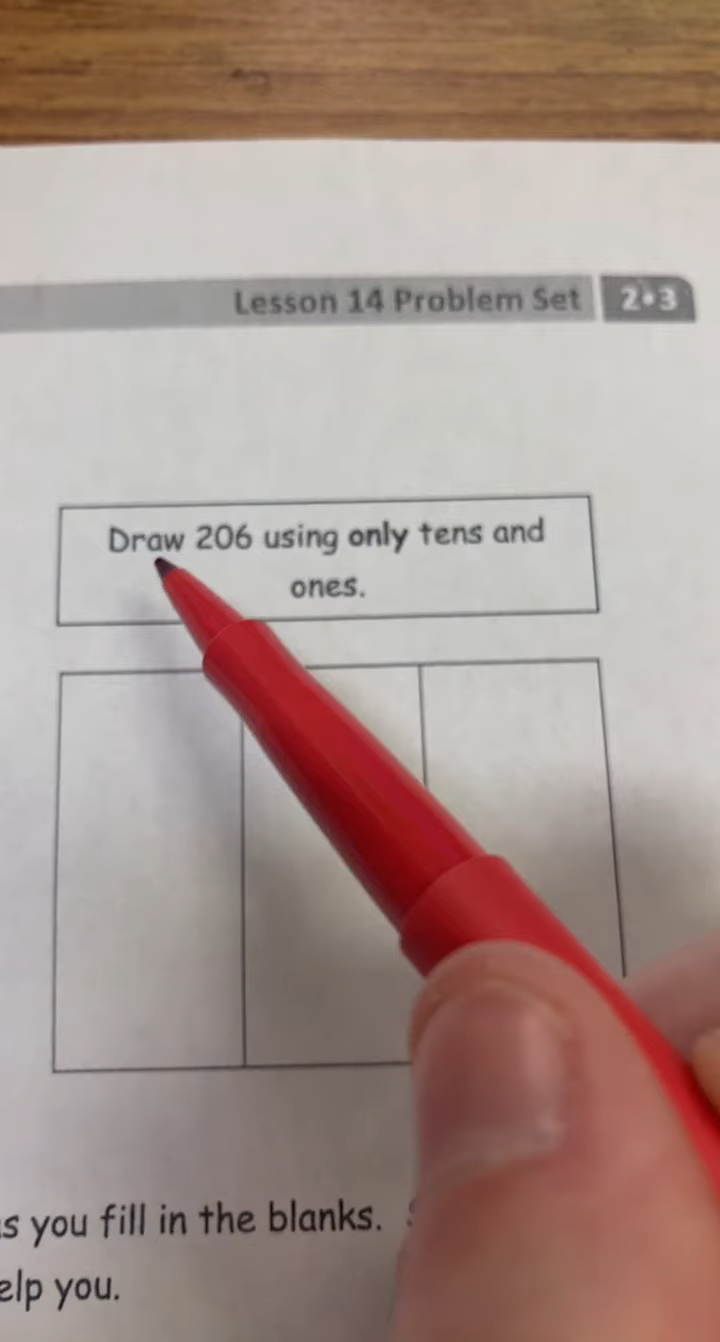 Lesson 14 Problem Set 2•3
Draw 206 using only tens and
ones.
you fill in the blanks.
you.